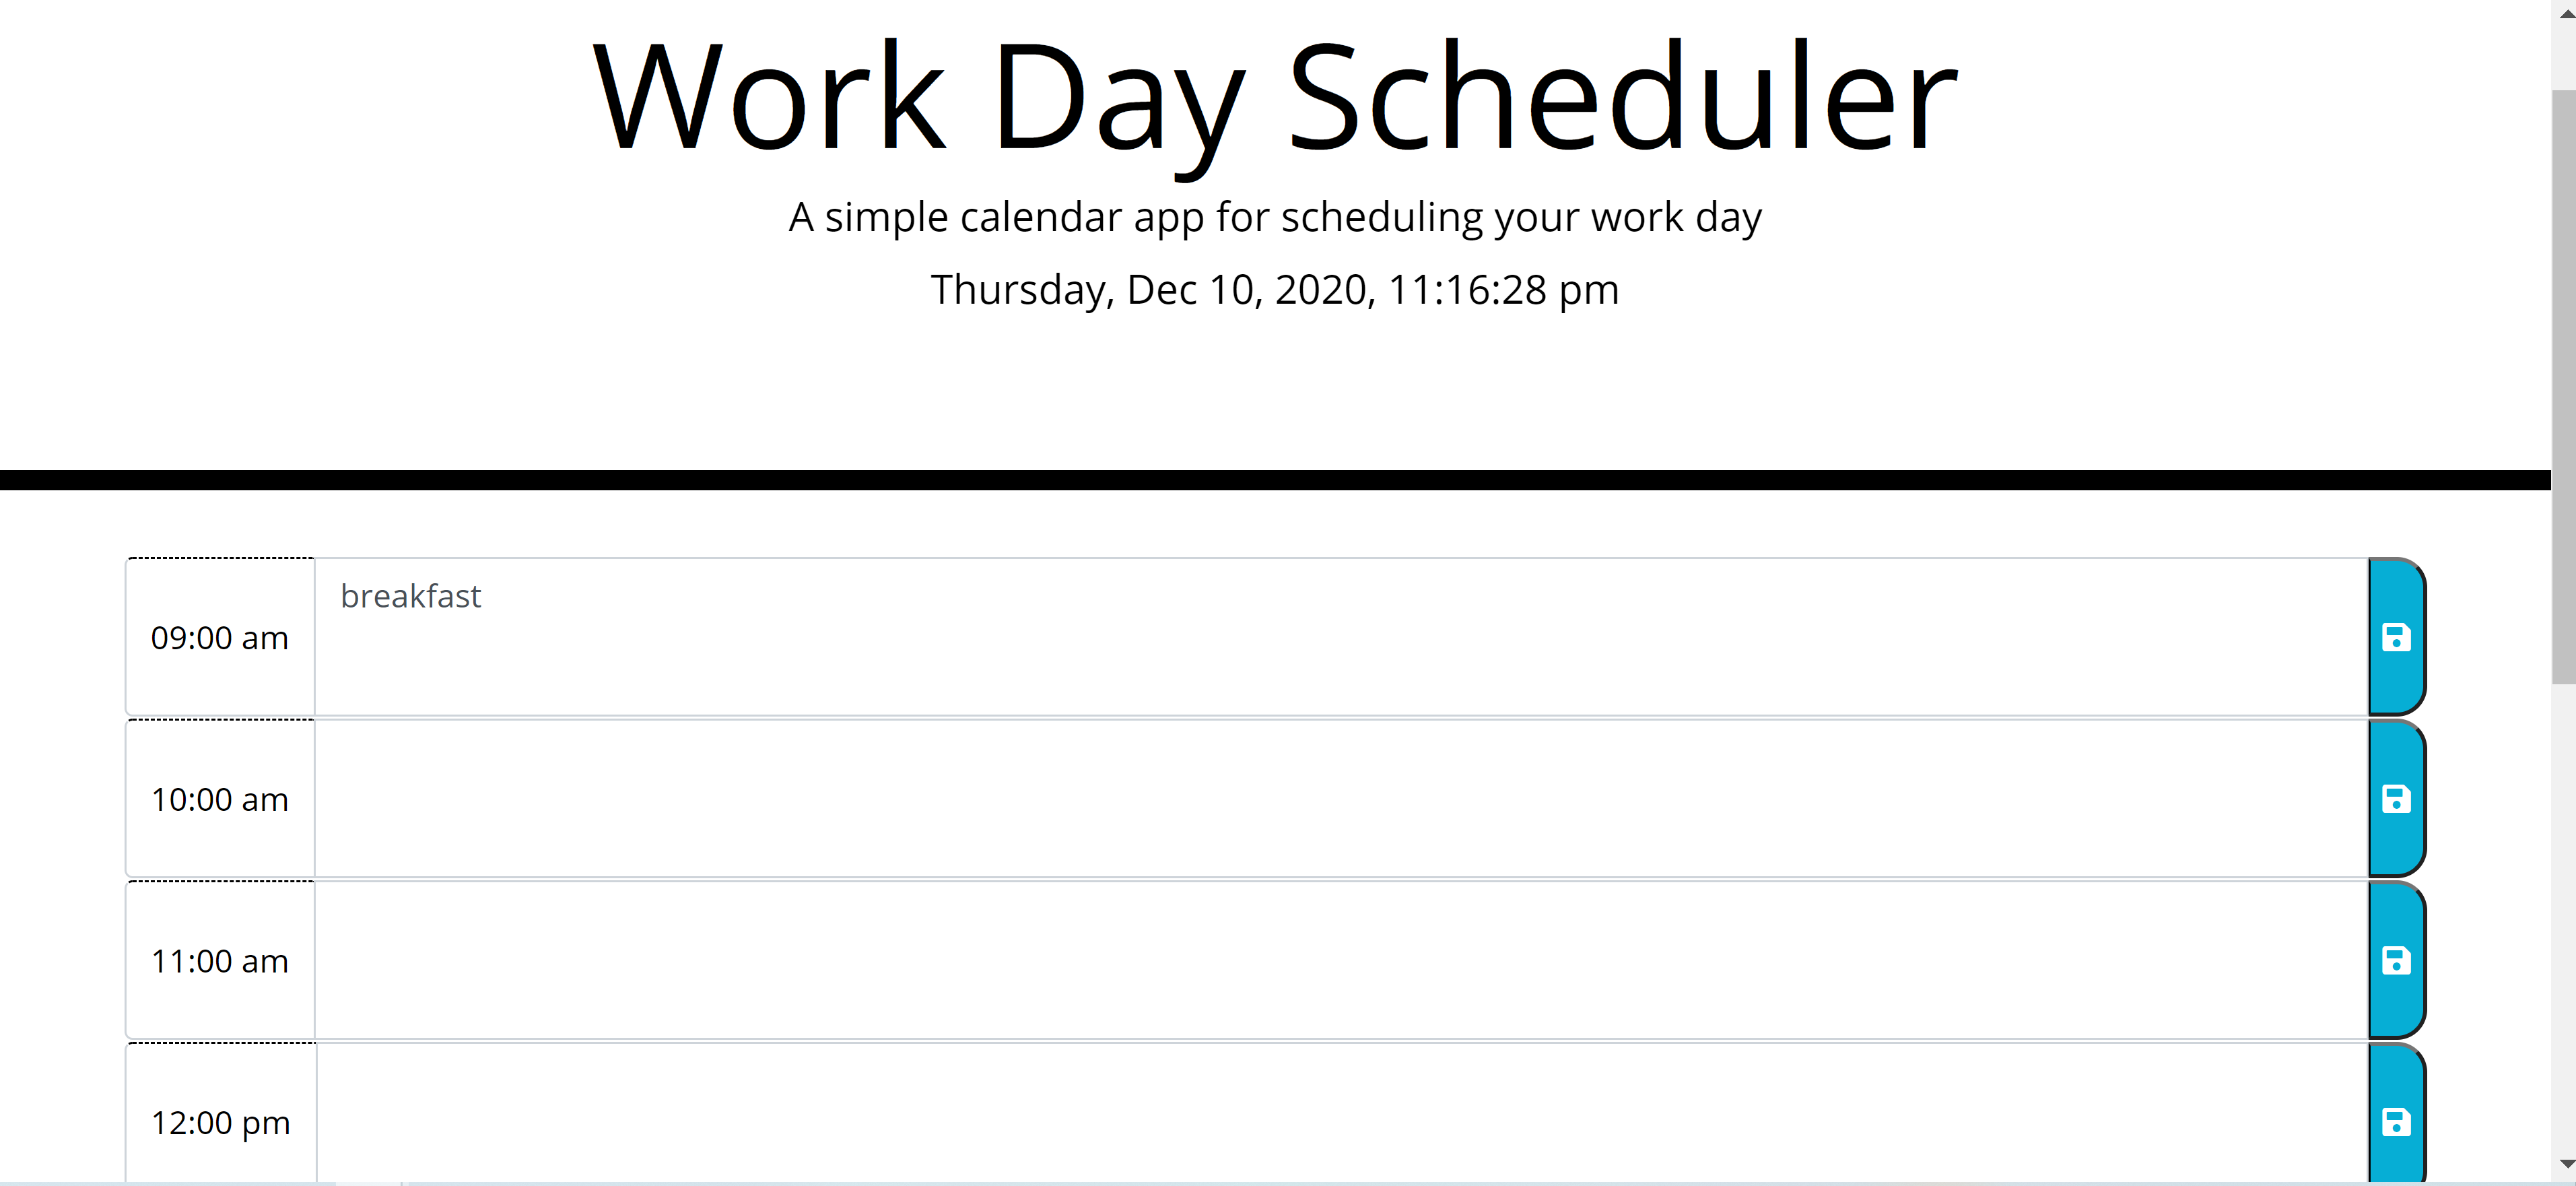 Work Day Scheduler
A simple calendar app for scheduling your work day
Thursday, Dec 10, 2020, 11:16:28 pm
09:00 am
breakfast
10:00 am
11:00 am
12:00 pm